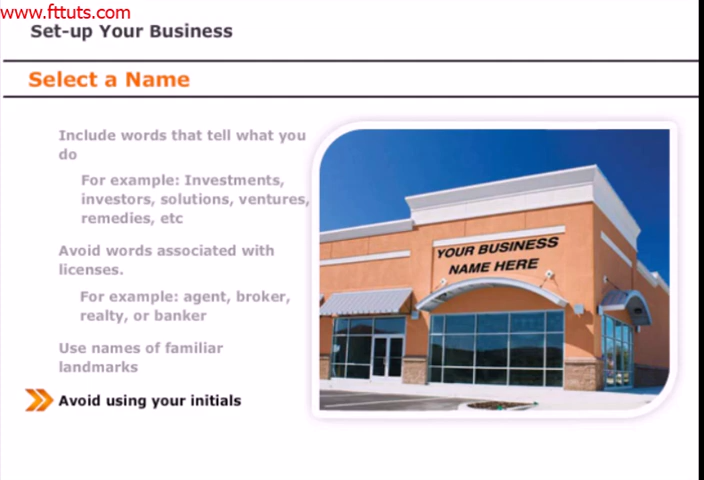 www.fttuts.com
Set-up Your Business
Select a Name
Include words that tell what you
do
For example: Investments,
investors, solutions, ventures,
remedies, etc
Avoid words associated with
licenses.
For example: agent, broker,
realty, or banker
Use names of familiar
landmarks
Avoid using your initials
YOUR BUSINESS
NAME HERE